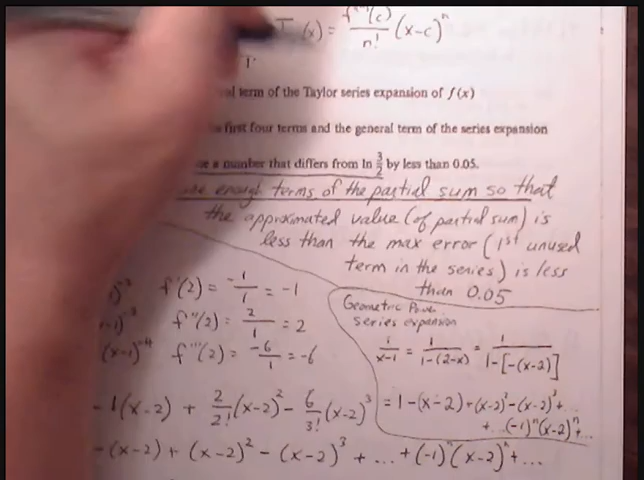 T (x) = fⁿ(c)/n! (x-c)ⁿ
term of the Taylor series expansion of f(x)
first four terms and the general term of the series expansion
a number that differs from ln 3/2 by less than 0.05.
enough terms of the partial sum so that
the approximated value (of partial sum) is
less than the max error (1st unused
term in the series) is less
than 0.05
f'(2) = -1/1 = -1
f''(2) = 2/1 = 2
(x-1)⁻⁴ f'''(2) = -6/1 = -6
Geometric Power
series expansion
1/(x-1) = 1/(1-(2-x)) = 1/(1-[-(x-2)])
= 1-(x-2)+(x-2)²-(x-2)³+...
+...(-1)ⁿ(x-2)ⁿ+...
-1(x-2) + 2/2!(x-2)² - 6/3!(x-2)³
-(x-2) + (x-2)² - (x-2)³ + ... + (-1)ⁿ(x-2)ⁿ+...